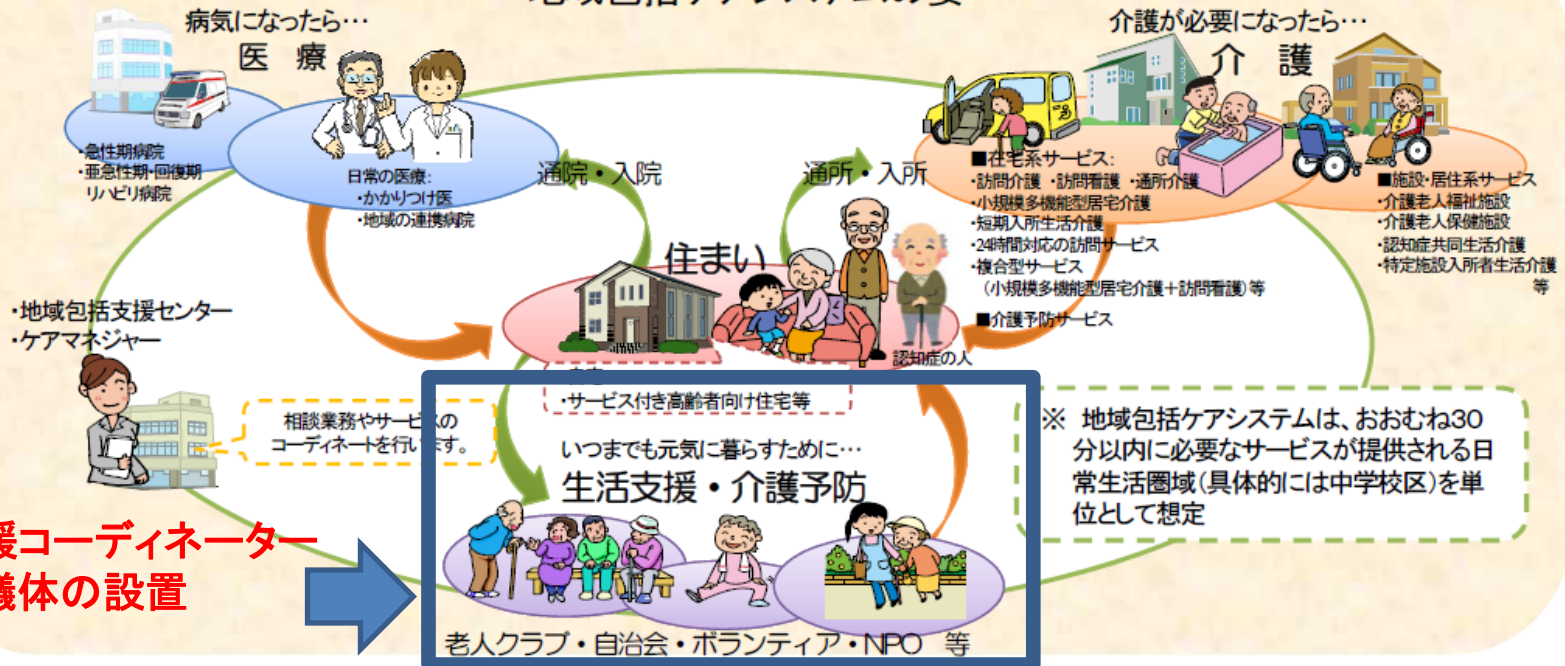 病気になったら…
医 療
・急性期病院
・亜急性期・回復期
リハビリ病院
日常の医療:
・かかりつけ医
・地域の連携病院
通院・入院
通所・入所
介護が必要になったら…
介 護
■在宅系サービス:
・訪問介護 ・訪問看護 ・通所介護
・小規模多機能型居宅介護
・短期入所生活介護
・24時間対応の訪問サービス
・複合型サービス
(小規模多機能型居宅介護+訪問看護)等
■介護予防サービス
■施設・居住系サービス
・介護老人福祉施設
・介護老人保健施設
・認知症共同生活介護
・特定施設入所者生活介護
等
住まい
認知症の人
・サービス付き高齢者向け住宅等
・地域包括支援センター
・ケアマネジャー
相談業務やサービスの
コーディネートを行います。
いつまでも元気に暮らすために…
生活支援・介護予防
老人クラブ・自治会・ボランティア・NPO 等
※ 地域包括ケアシステムは、おおむね30
分以内に必要なサービスが提供される日
常生活圏域(具体的には中学校区)を単
位として想定
援コーディネーター
議体の設置